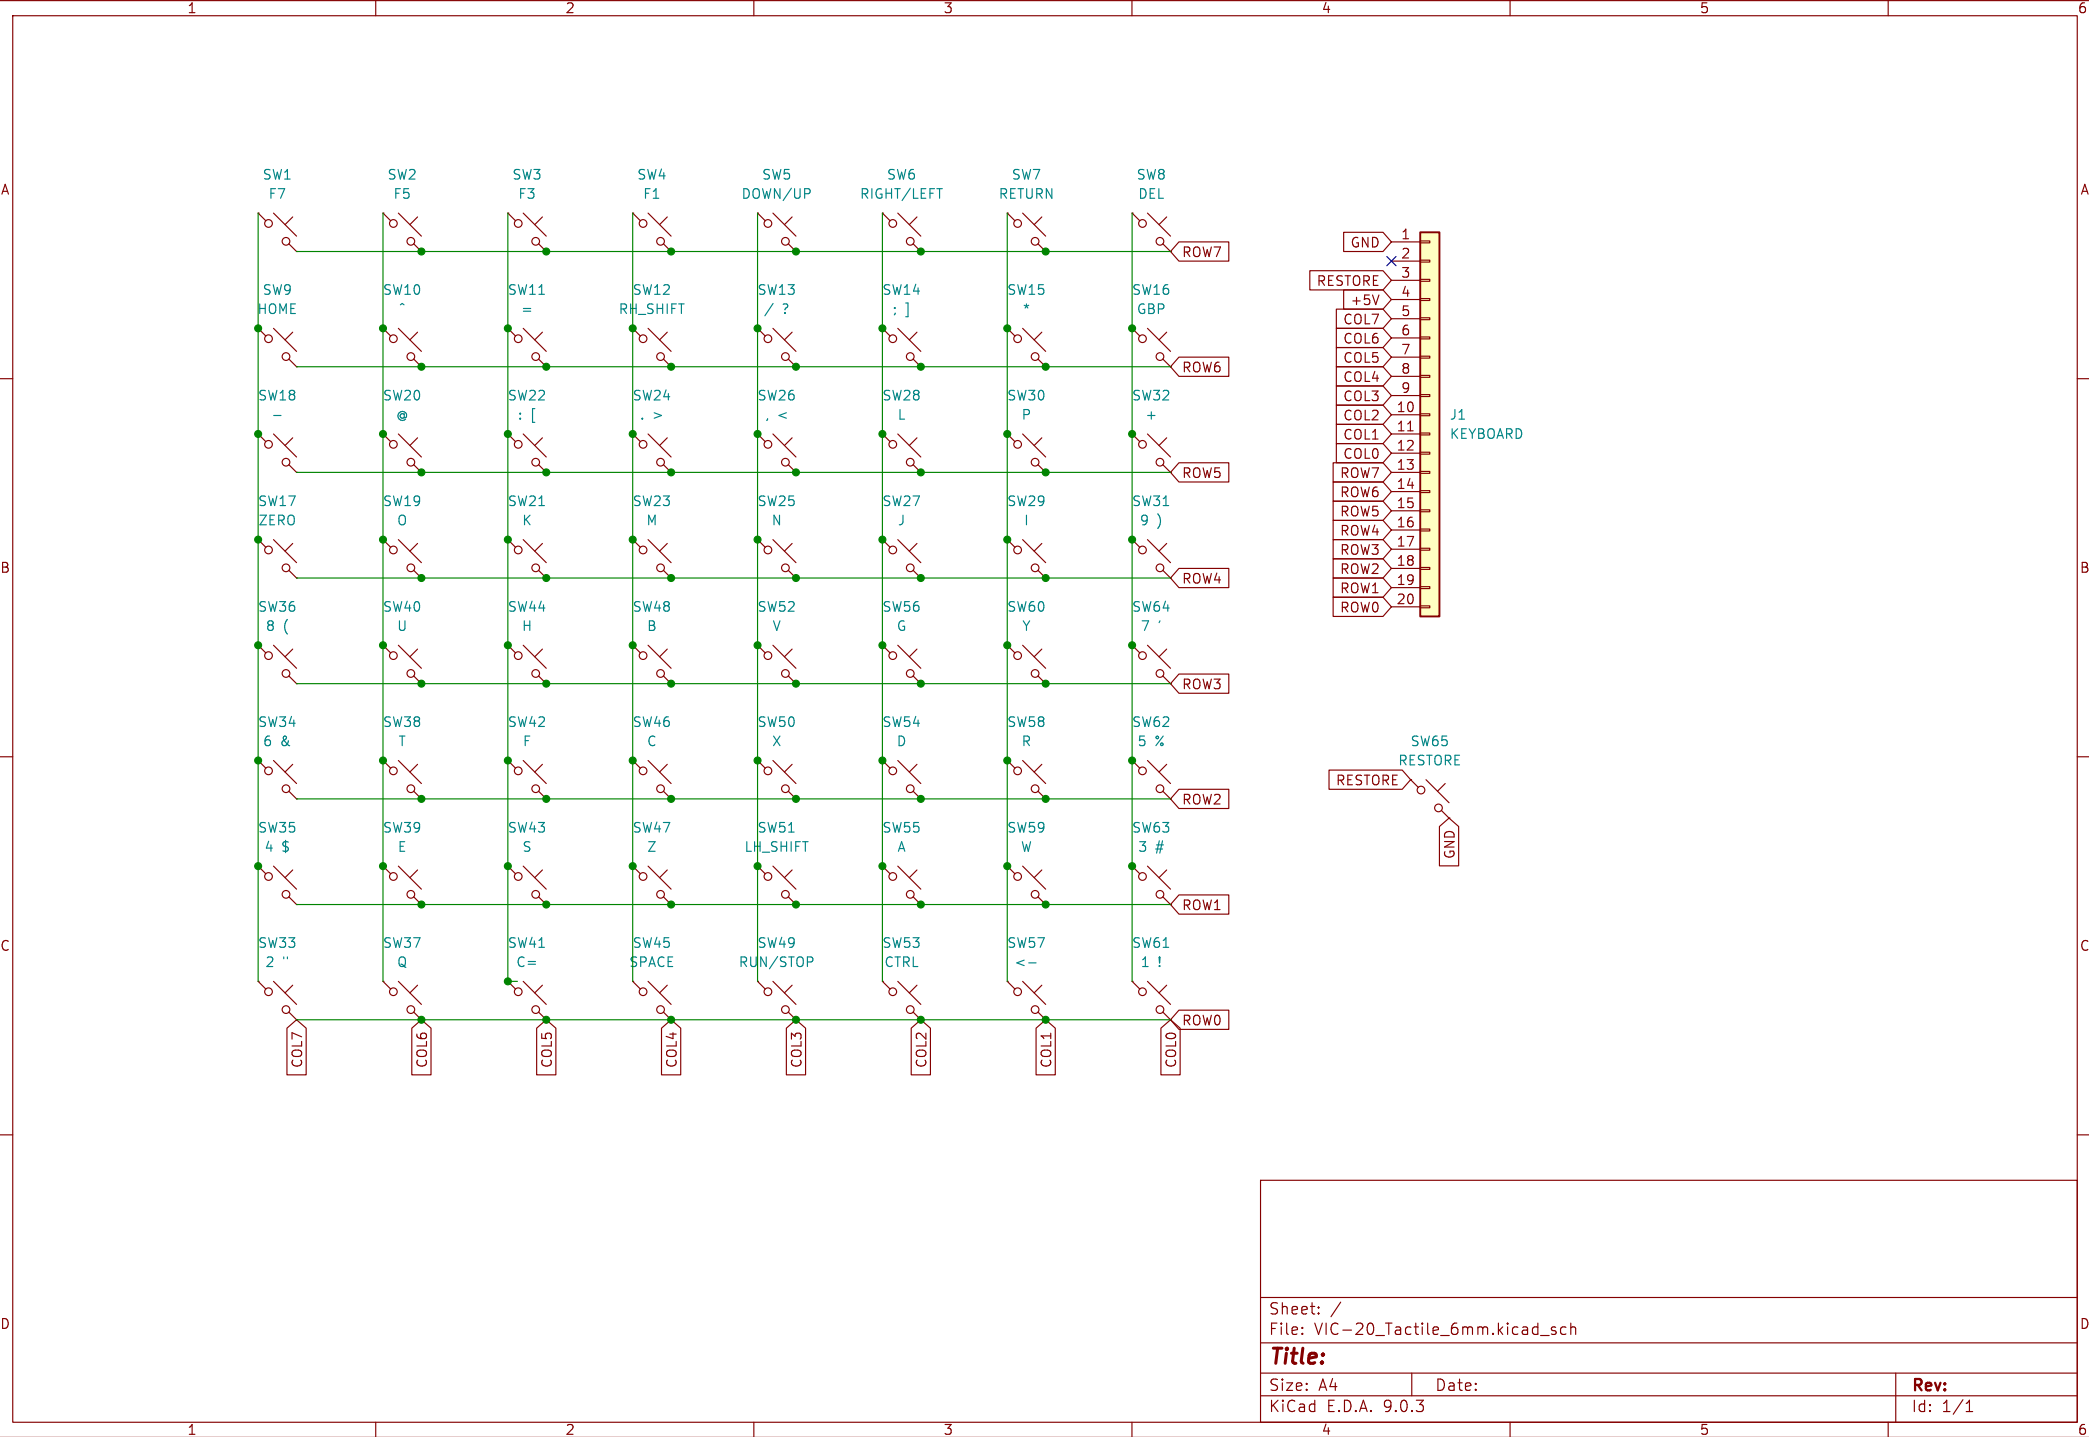 1 2 3 4 5 6
A A
SW1 SW2 SW3 SW4 SW5 SW6 SW7 SW8
F7 F5 F3 F1 DOWN/UP RIGHT/LEFT RETURN DEL
ROW7
SW9 SW10 SW11 SW12 SW13 SW14 SW15 SW16
HOME ^ = RH_SHIFT / ? ; ] * GBP
ROW6
SW18 SW20 SW22 SW24 SW26 SW28 SW30 SW32
- @ : [ . > , < L P +
ROW5
SW17 SW19 SW21 SW23 SW25 SW27 SW29 SW31
ZERO O K M N J I 9 )
ROW4
B B
SW36 SW40 SW44 SW48 SW52 SW56 SW60 SW64
8 ( U H B V G Y 7 '
ROW3
SW34 SW38 SW42 SW46 SW50 SW54 SW58 SW62
6 & T F C X D R 5 %
ROW2
SW35 SW39 SW43 SW47 SW51 SW55 SW59 SW63
4 $ E S Z LH_SHIFT A W 3 #
ROW1
C C
SW33 SW37 SW41 SW45 SW49 SW53 SW57 SW61
2 " Q C= SPACE RUN/STOP CTRL <- 1 !
ROW0
COL7 COL6 COL5 COL4 COL3 COL2 COL1 COL0
GND 1
2
RESTORE 3
+5V 4
COL7 5
COL6 6
COL5 7
COL4 8
COL3 9
COL2 10
COL1 11
COL0 12
ROW7 13
ROW6 14
ROW5 15
ROW4 16
ROW3 17
ROW2 18
ROW1 19
ROW0 20
J1
KEYBOARD
SW65
RESTORE
RESTORE
GND
D D
Sheet: /
File: VIC-20_Tactile_6mm.kicad_sch
Title:
Size: A4 Date: Rev:
KiCad E.D.A. 9.0.3 Id: 1/1
1 2 3 4 5 6